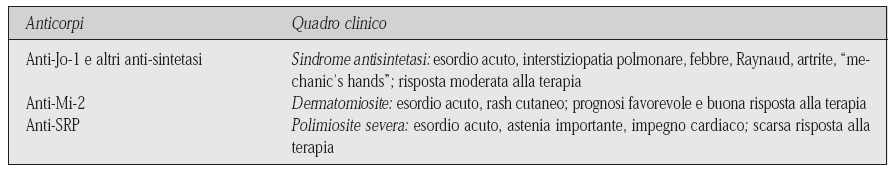 Anticorpi Quadro clinico
Anti-Jo-1 e altri anti-sintetasi Sindrome antisintetasi: esordio acuto, interstiziopatia polmonare, febbre, Raynaud, artrite, “me-
chanic’s hands”; risposta moderata alla terapia
Anti-Mi-2 Dermatomiosite: esordio acuto, rash cutaneo; prognosi favorevole e buona risposta alla terapia
Anti-SRP Polimiosite severa: esordio acuto, astenia importante, impegno cardiaco; scarsa risposta alla
terapia